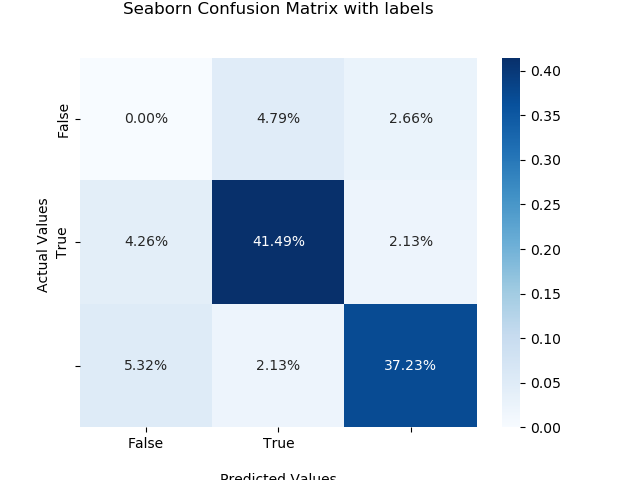 Seaborn Confusion Matrix with labels
0.00% 4.79% 2.66%
4.26% 41.49% 2.13%
5.32% 2.13% 37.23%
False
True
Actual Values
False True
Predicted Values
0.40
0.35
0.30
0.25
0.20
0.15
0.10
0.05
0.00